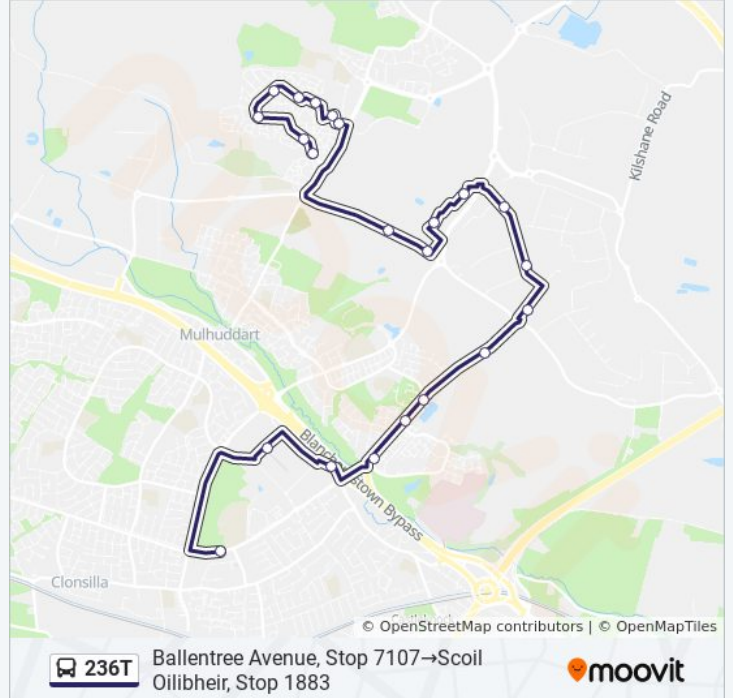 Kilshane Road
Mulhuddart
Blanchardstown Bypass
Clonsilla
© OpenStreetMap contributors | © OpenMapTiles
236T
Ballentree Avenue, Stop 7107→Scoil
Oilibheir, Stop 1883
moovit